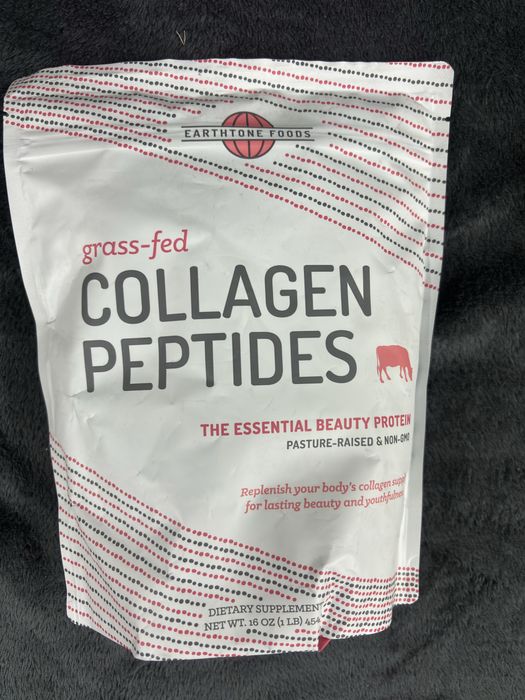 EARTHTONE FOODS
grass-fed
COLLAGEN
PEPTIDES
THE ESSENTIAL BEAUTY PROTEIN
PASTURE-RAISED & NON-GMO
Replenish your body's collagen
for lasting beauty and
DIETARY SUPPLEMENT
NET WT. 16 OZ (1 LB) 454